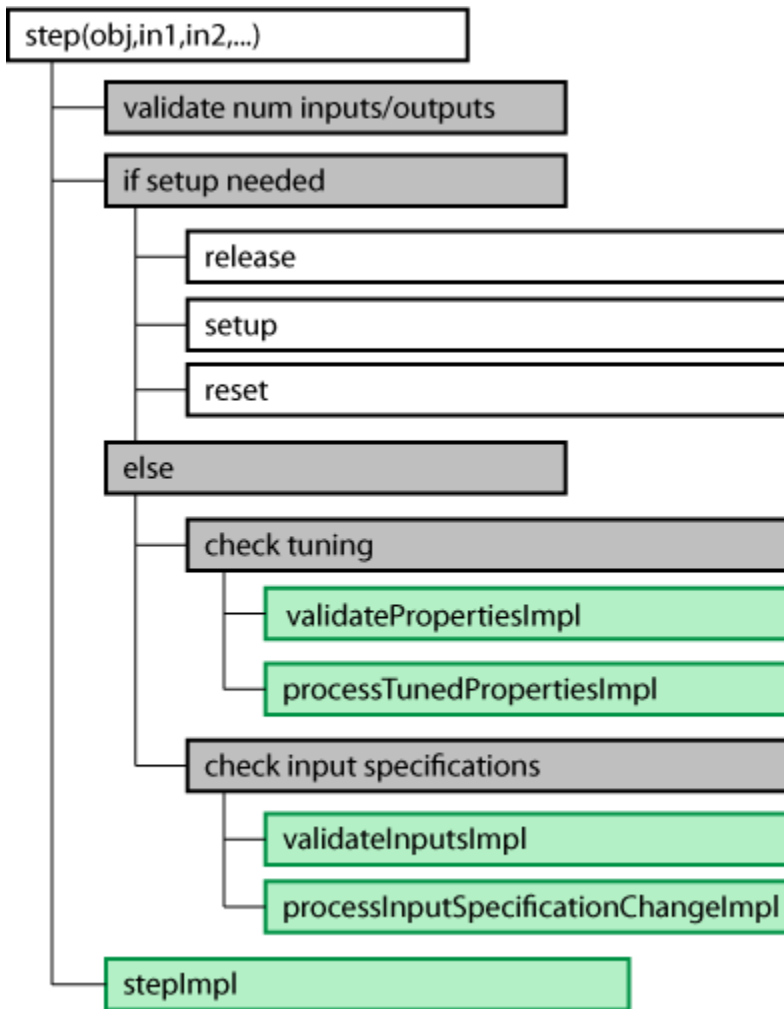 step(obj,in1,in2,...)
validate num inputs/outputs
if setup needed
release
setup
reset
else
check tuning
validatePropertiesImpl
processTunedPropertiesImpl
check input specifications
validateInputsImpl
processInputSpecificationChangeImpl
stepImpl